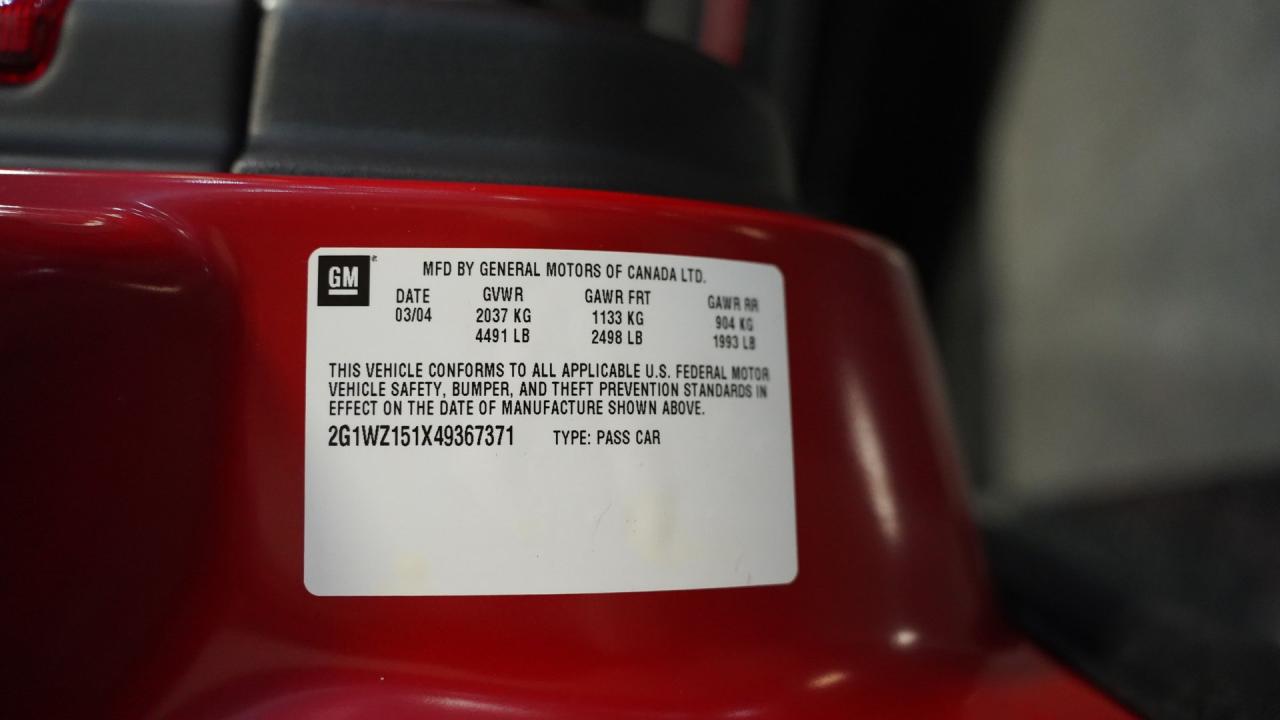 GM
MFD BY GENERAL MOTORS OF CANADA LTD.
DATE GVWR GAWR FRT GAWR RR
03/04 2037 KG 1133 KG 904 KG
4491 LB 2498 LB 1993 LB
THIS VEHICLE CONFORMS TO ALL APPLICABLE U.S. FEDERAL MOTOR
VEHICLE SAFETY, BUMPER, AND THEFT PREVENTION STANDARDS IN
EFFECT ON THE DATE OF MANUFACTURE SHOWN ABOVE.
2G1WZ151X49367371 TYPE: PASS CAR